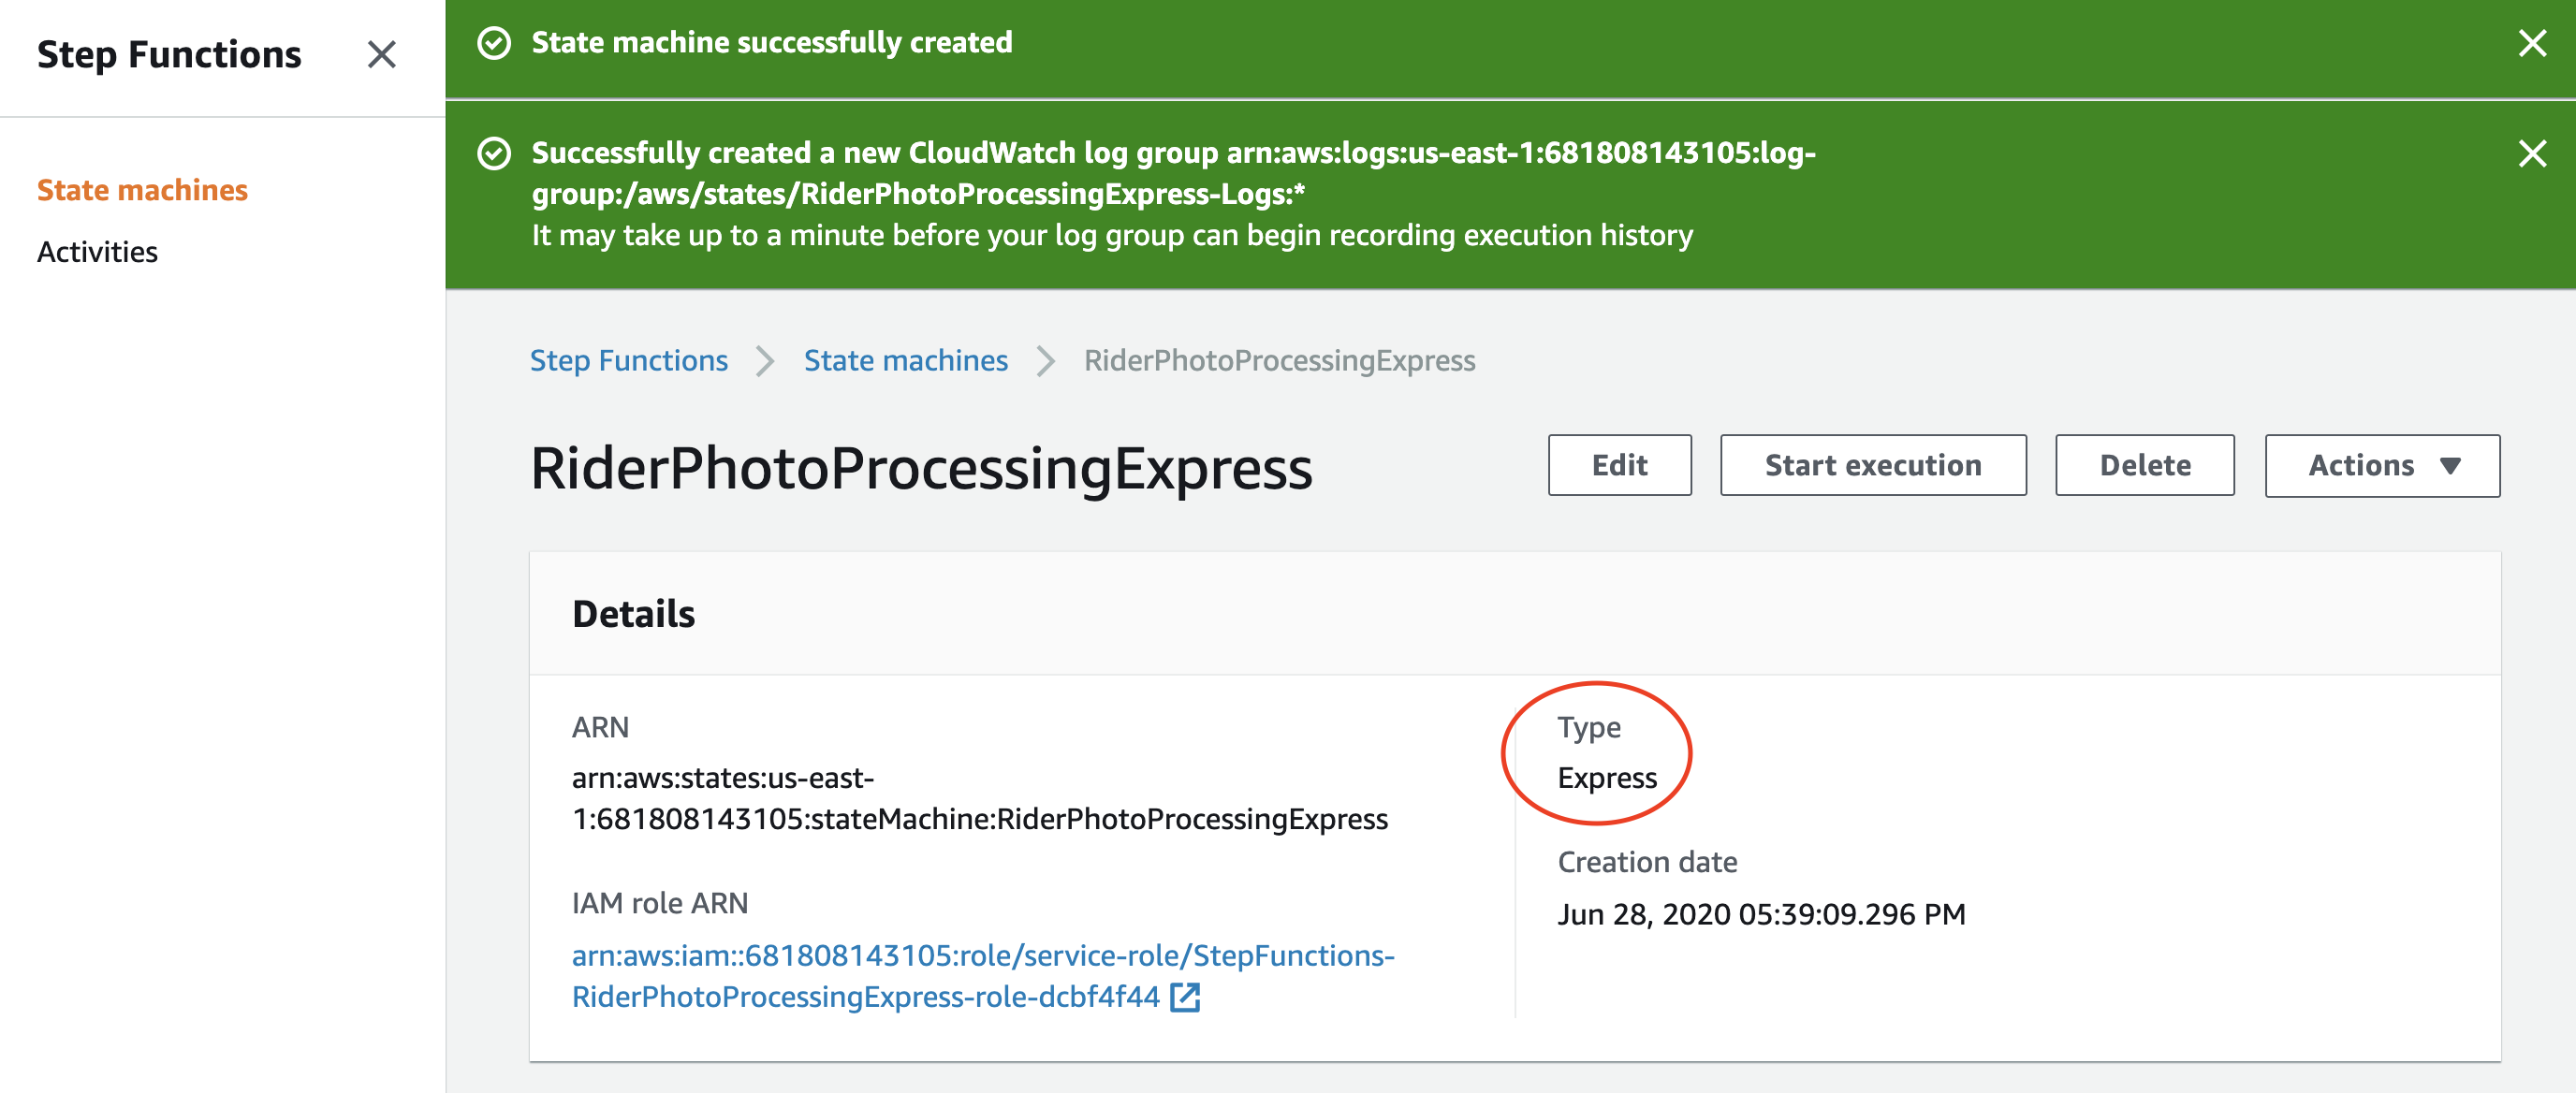 Step Functions
State machines
Activities
State machine successfully created
Successfully created a new CloudWatch log group arn:aws:logs:us-east-1:681808143105:log-
group:/aws/states/RiderPhotoProcessingExpress-Logs:*
It may take up to a minute before your log group can begin recording execution history
Step Functions State machines RiderPhotoProcessingExpress
RiderPhotoProcessingExpress
Edit Start execution Delete Actions
Details
ARN
arn:aws:states:us-east-
1:681808143105:stateMachine:RiderPhotoProcessingExpress
IAM role ARN
arn:aws:iam::681808143105:role/service-role/StepFunctions-
RiderPhotoProcessingExpress-role-dcbf4f44
Type
Express
Creation date
Jun 28, 2020 05:39:09.296 PM